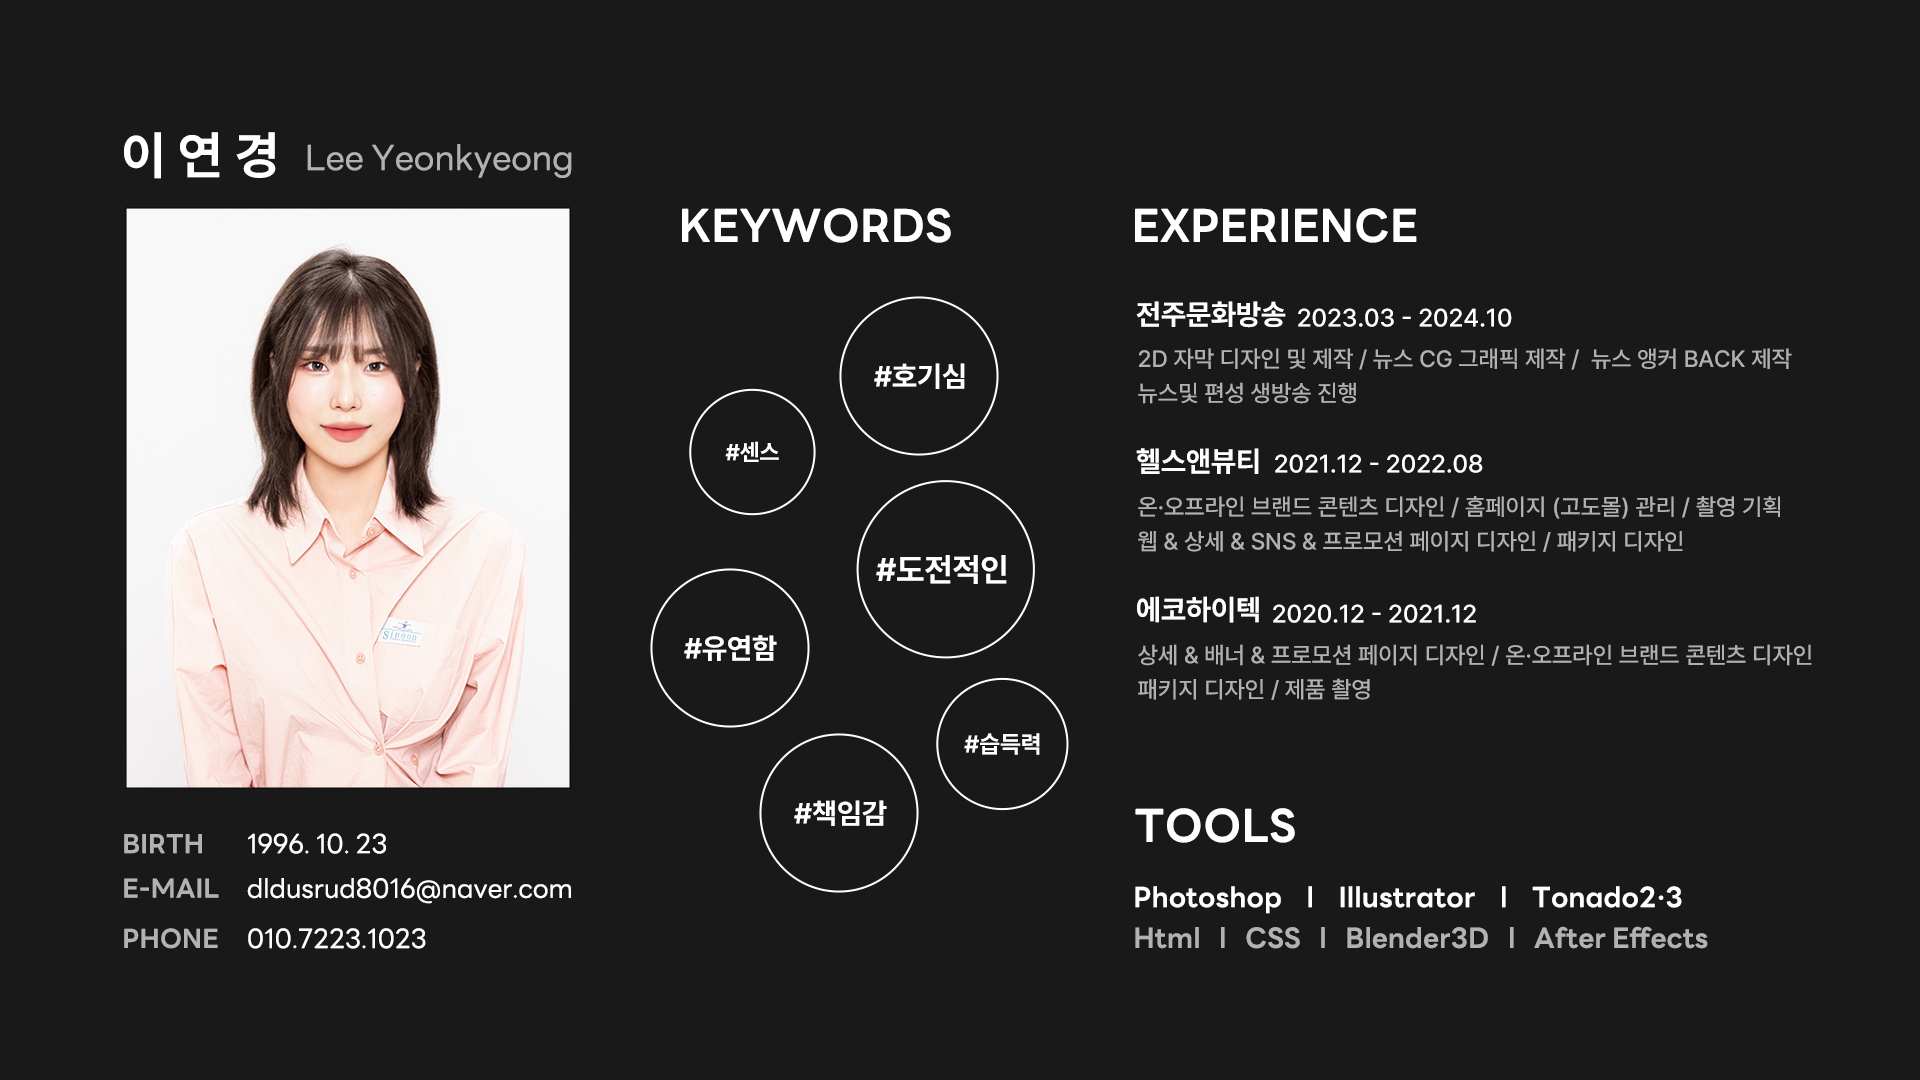 이연경 Lee Yeonkyeong
Sinoon
BIRTH 1996. 10. 23
E-MAIL dldusrud8016@naver.com
PHONE 010.7223.1023
KEYWORDS
#호기심
#센스
#도전적인
#유연함
#습득력
#책임감
EXPERIENCE
전주문화방송 2023.03 - 2024.10
2D 자막 디자인 및 제작 / 뉴스 CG 그래픽 제작 / 뉴스 앵커 BACK 제작
뉴스및 편성 생방송 진행
헬스앤뷰티 2021.12 - 2022.08
온·오프라인 브랜드 콘텐츠 디자인 / 홈페이지 (고도몰) 관리 / 촬영 기획
웹 & 상세 & SNS & 프로모션 페이지 디자인 / 패키지 디자인
에코하이텍 2020.12 - 2021.12
상세 & 배너 & 프로모션 페이지 디자인 / 온·오프라인 브랜드 콘텐츠 디자인
패키지 디자인 / 제품 촬영
TOOLS
Photoshop l Illustrator l Tonado2·3
Html l CSS l Blender3D l After Effects